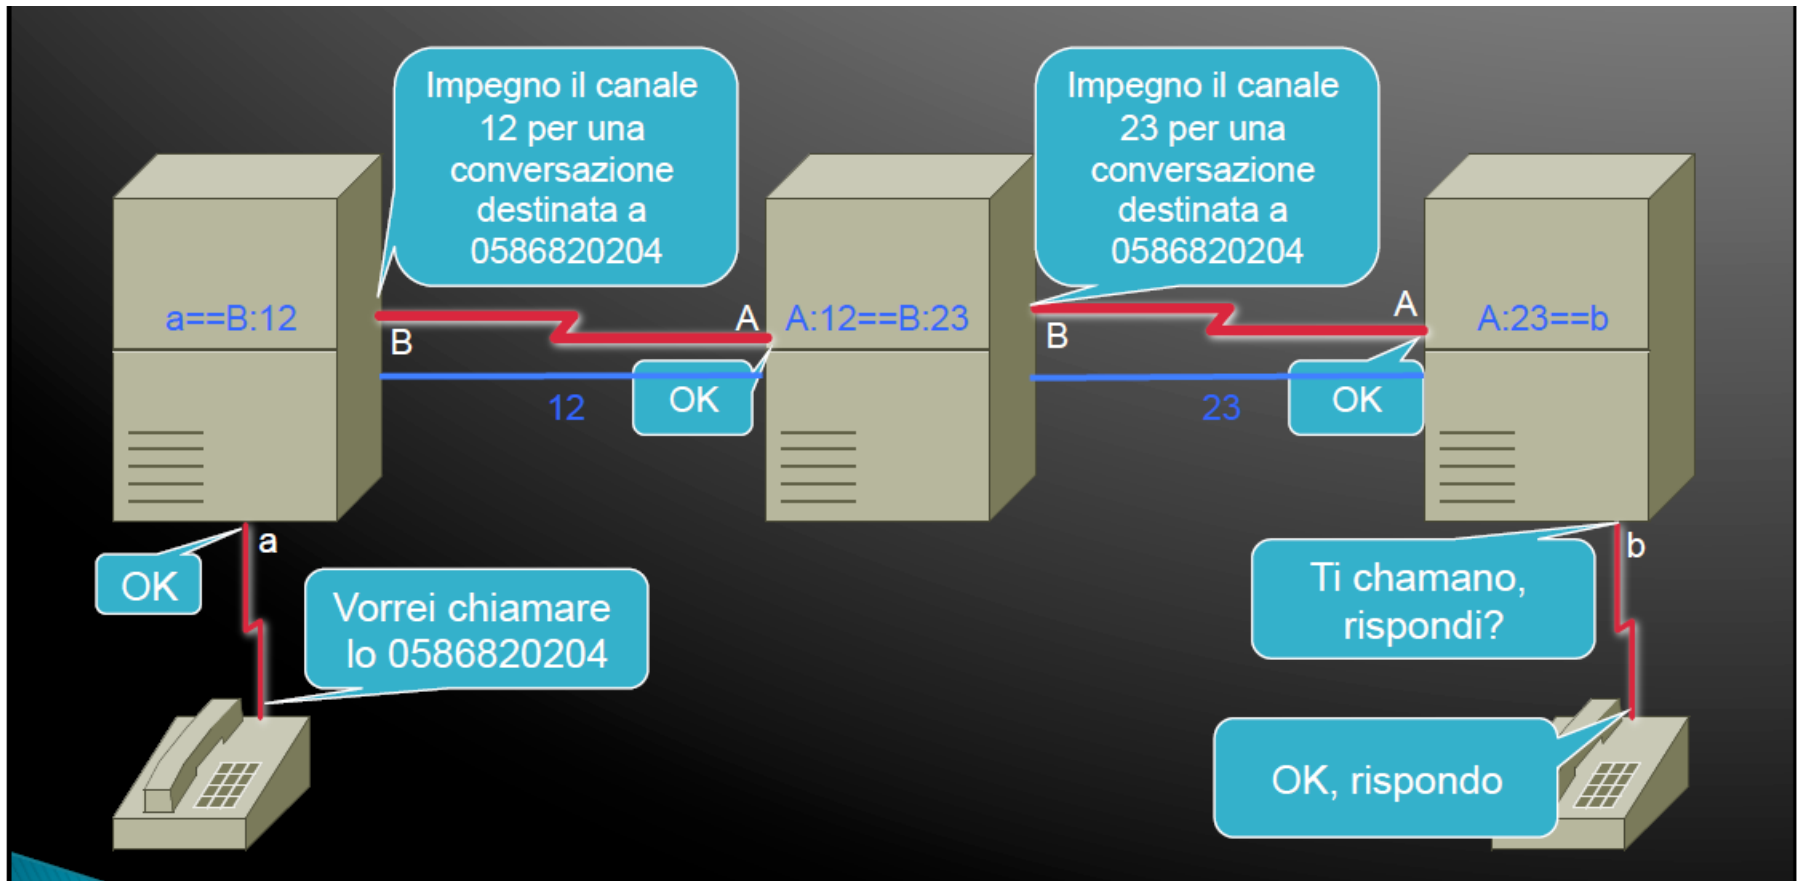 Impegno il canale
12 per una
conversazione
destinata a
0586820204
Impegno il canale
23 per una
conversazione
destinata a
0586820204
a==B:12
B
A
A:12==B:23
B
A
A:23==b
12
OK
23
OK
a
OK
Vorrei chiamare
lo 0586820204
b
Ti chamano,
rispondi?
OK, rispondo